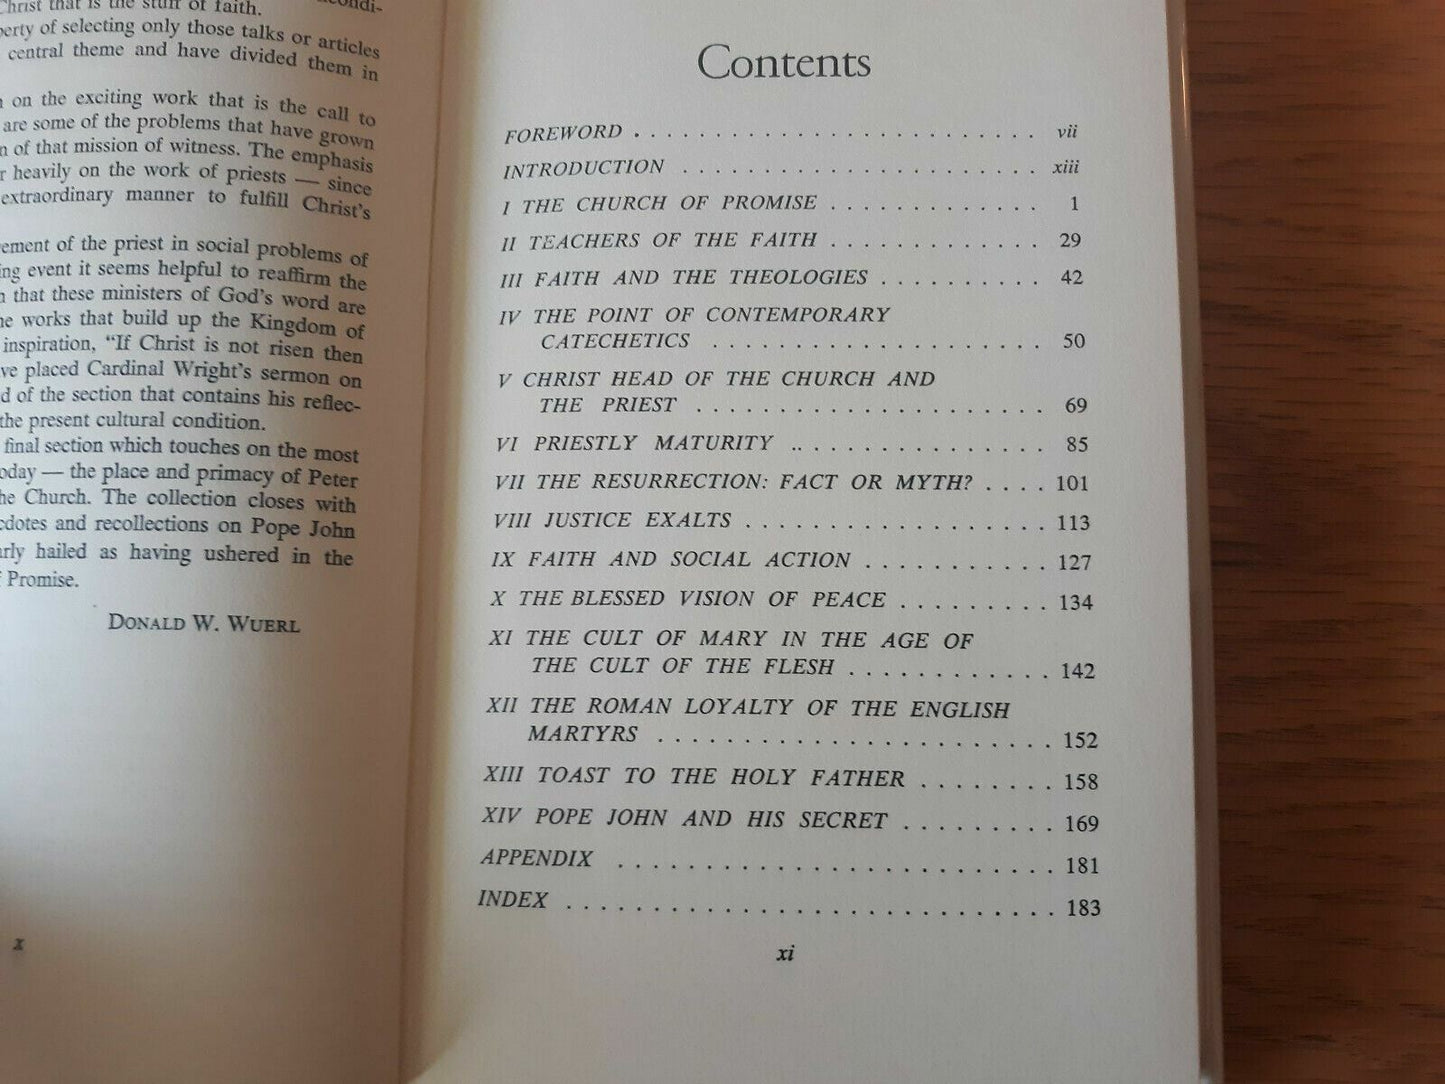 Christ that is the stuff of faith.
of selecting only those talks or articles
central theme and have divided them in
on the exciting work that is the call to
are some of the problems that have grown
of that mission of witness. The emphasis
heavily on the work of priests — since
extraordinary manner to fulfill Christ's
of the priest in social problems of
event it seems helpful to reaffirm the
that these ministers of God's word are
works that build up the Kingdom of
inspiration, "If Christ is not risen then
placed Cardinal Wright's sermon on
of the section that contains his reflec-
the present cultural condition.
final section which touches on the most
— the place and primacy of Peter
Church. The collection closes with
and recollections on Pope John
hailed as having ushered in the
Promise.
DONALD W. WUERL
x
Contents
FOREWORD . . . . . . . . . . . . . . . . . . . . . . . . . vii
INTRODUCTION . . . . . . . . . . . . . . . . . . . . . . xiii
I THE CHURCH OF PROMISE . . . . . . . . . . . . . 1
II TEACHERS OF THE FAITH . . . . . . . . . . . . . 29
III FAITH AND THE THEOLOGIES . . . . . . . . . . 42
IV THE POINT OF CONTEMPORARY
CATECHETICS . . . . . . . . . . . . . . . . . . . . 50
V CHRIST HEAD OF THE CHURCH AND
THE PRIEST . . . . . . . . . . . . . . . . . . . . . 69
VI PRIESTLY MATURITY .. . . . . . . . . . . . . . . 85
VII THE RESURRECTION: FACT OR MYTH? . . . . 101
VIII JUSTICE EXALTS . . . . . . . . . . . . . . . . . . . 113
IX FAITH AND SOCIAL ACTION . . . . . . . . . . . 127
X THE BLESSED VISION OF PEACE . . . . . . . . . 134
XI THE CULT OF MARY IN THE AGE OF
THE CULT OF THE FLESH . . . . . . . . . . . . 142
XII THE ROMAN LOYALTY OF THE ENGLISH
MARTYRS . . . . . . . . . . . . . . . . . . . . . . . 152
XIII TOAST TO THE HOLY FATHER . . . . . . . . 158
XIV POPE JOHN AND HIS SECRET . . . . . . . . . 169
APPENDIX . . . . . . . . . . . . . . . . . . . . . . . . . 181
INDEX . . . . . . . . . . . . . . . . . . . . . . . . . . . . 183
xi